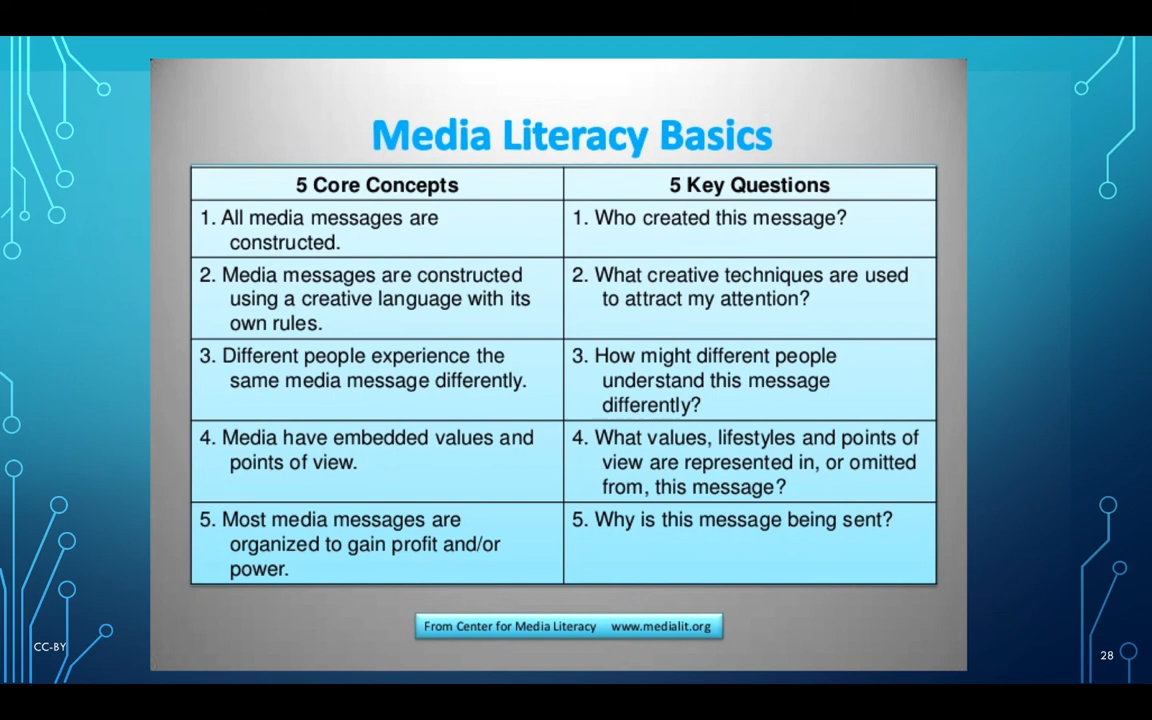 Media Literacy Basics
5 Core Concepts
5 Key Questions
1. All media messages are
constructed.
1. Who created this message?
2. Media messages are constructed
using a creative language with its
own rules.
2. What creative techniques are used
to attract my attention?
3. Different people experience the
same media message differently.
3. How might different people
understand this message
differently?
4. Media have embedded values and
points of view.
4. What values, lifestyles and points of
view are represented in, or omitted
from, this message?
5. Most media messages are
organized to gain profit and/or
power.
5. Why is this message being sent?
From Center for Media Literacy www.medialit.org
CC-BY
28